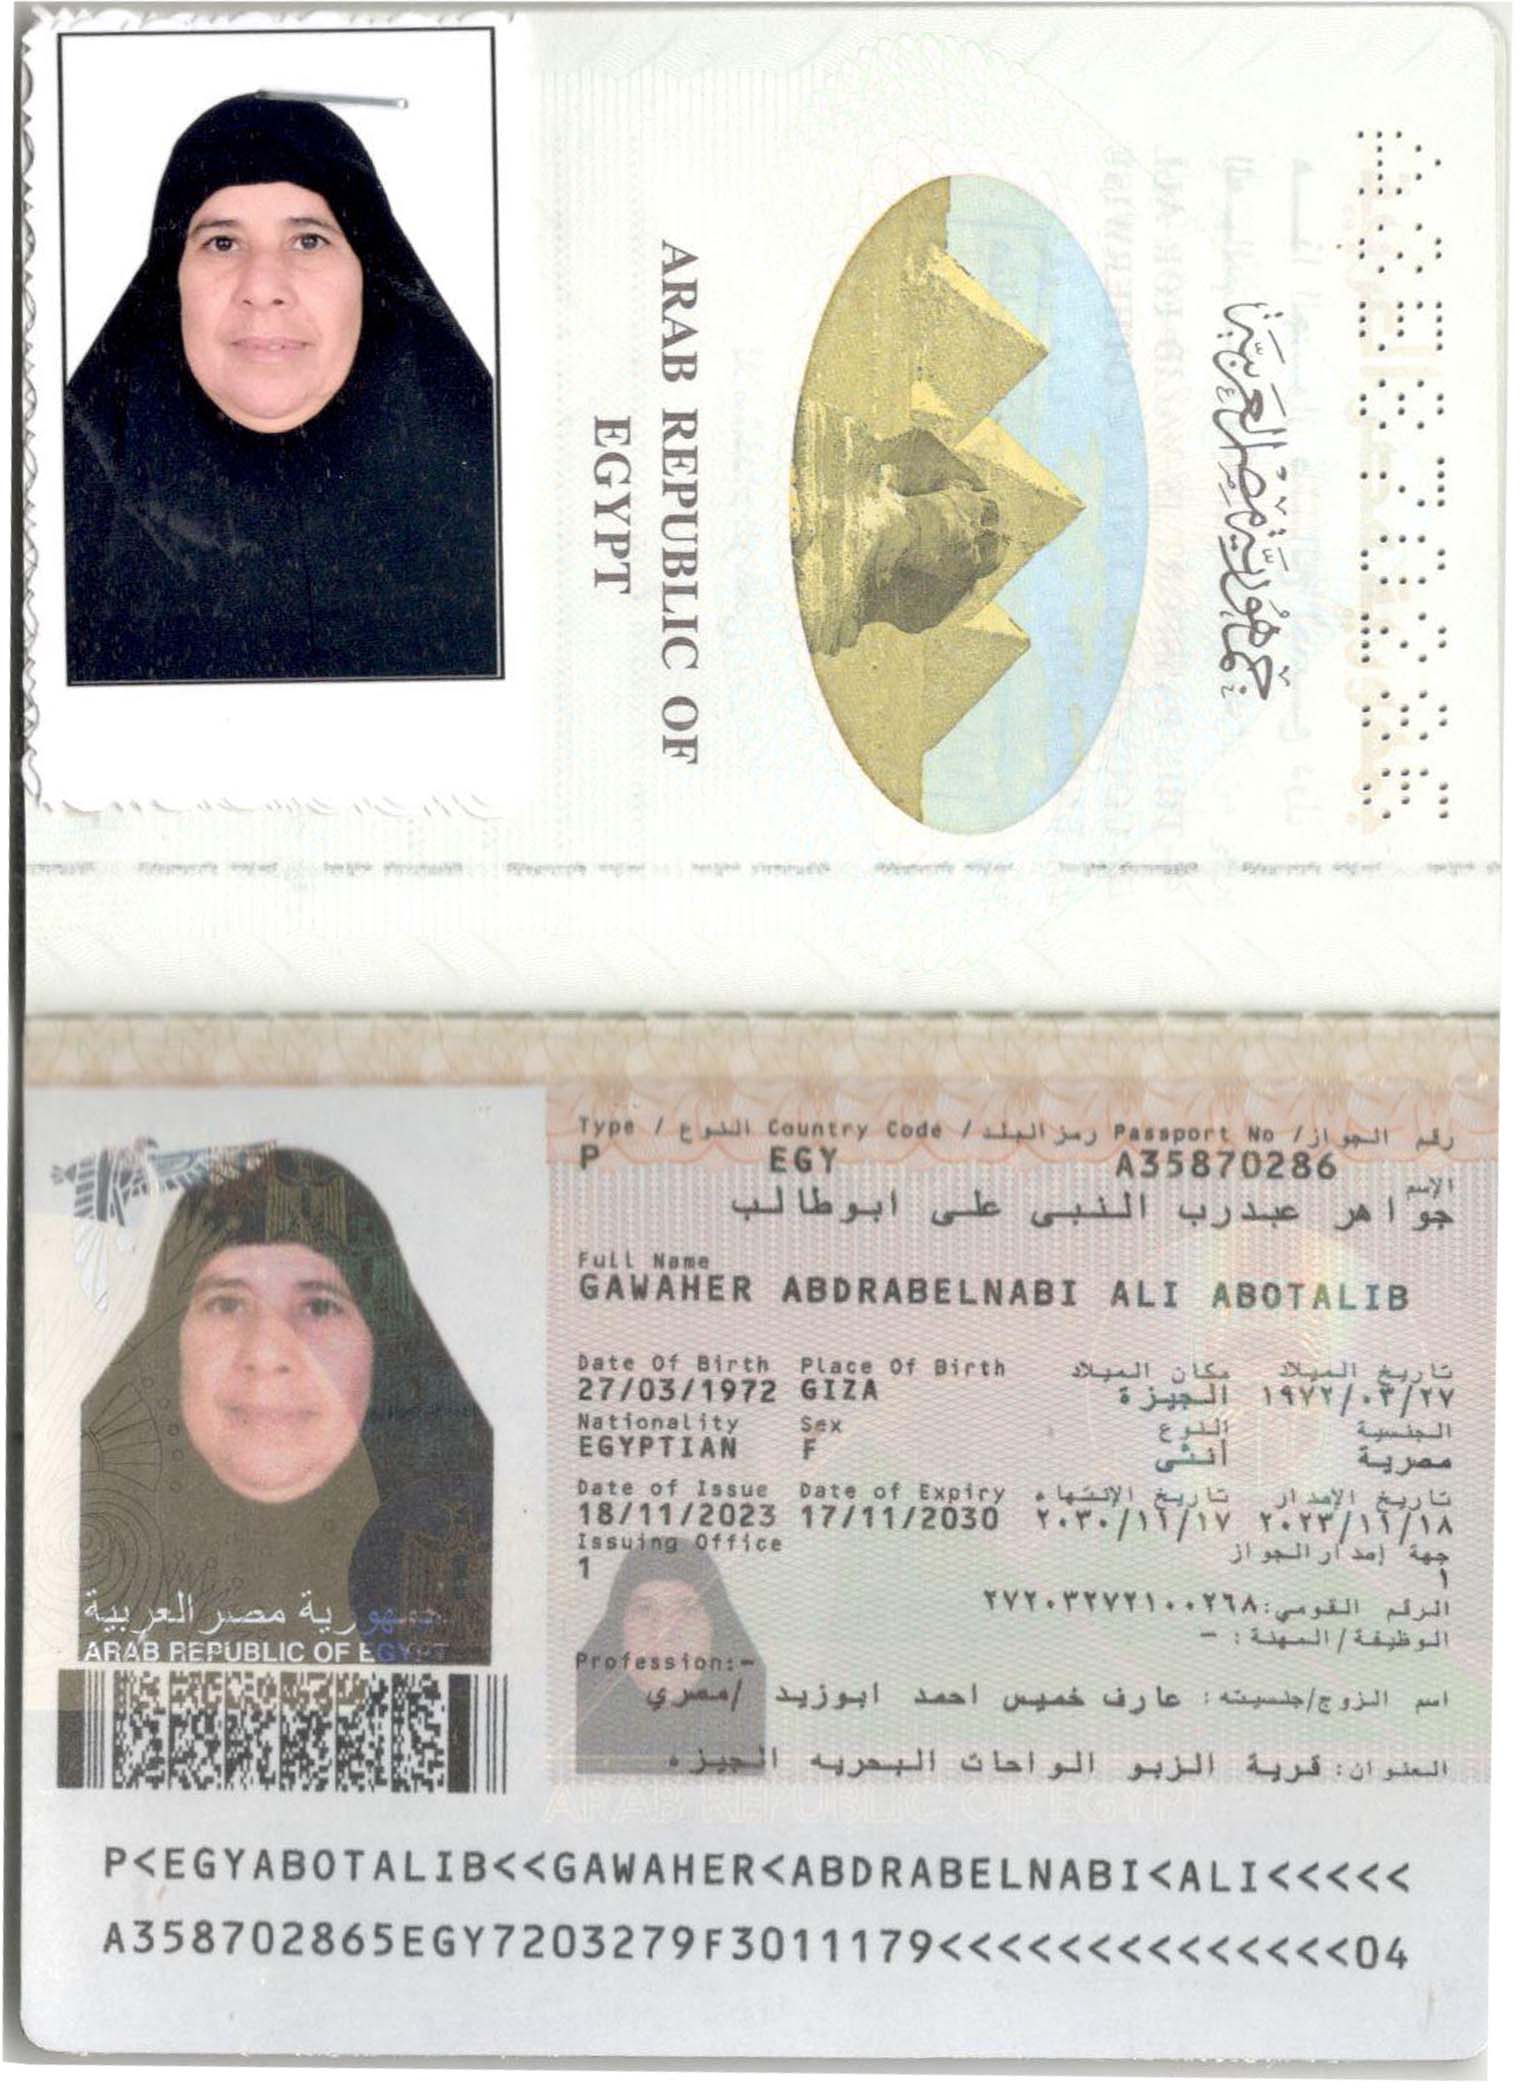 ARAB REPUBLIC OF
EGYPT
جمهورية مصر العربية
A35870286
Type / النوع Country Code / رمز البلد Passport No / رقم الجواز
P EGY A35870286
الإسم
جواهر عبدرب النبى على ابوطالب
Full Name
GAWAHER ABDRABELNABI ALI ABOTALIB
Date Of Birth Place Of Birth مكان الميلاد تاريخ الميلاد
27/03/1972 GIZA الجيزة ١٩٧٢/٠٣/٢٧
Nationality Sex النوع الجنسية
EGYPTIAN F أنثى مصرية
Date of Issue Date of Expiry تاريخ الإنتهاء تاريخ الإصدار
18/11/2023 17/11/2030 ٢٠٣٠/١١/١٧ ٢٠٢٣/١١/١٨
Issuing Office جهة إصدار الجواز
1 ١
الرقم القومي: ٢٧٢٠٣٢٧٢١٠٠٢٦٨
الوظيفة/المهنة: -
Profession:-
اسم الزوج/جنسيته: عارف خميس احمد ابوزيد /مصري
العنوان: قرية الزبو الواحات البحريه الجيزه
جمهورية مصر العربية
ARAB REPUBLIC OF EGYPT
ARAB REPUBLIC OF EGYPT
P<EGYABOTALIB<<GAWAHER<ABDRABELNABI<ALI<<<<<
A358702865EGY7203279F3011179<<<<<<<<<<<<<<04